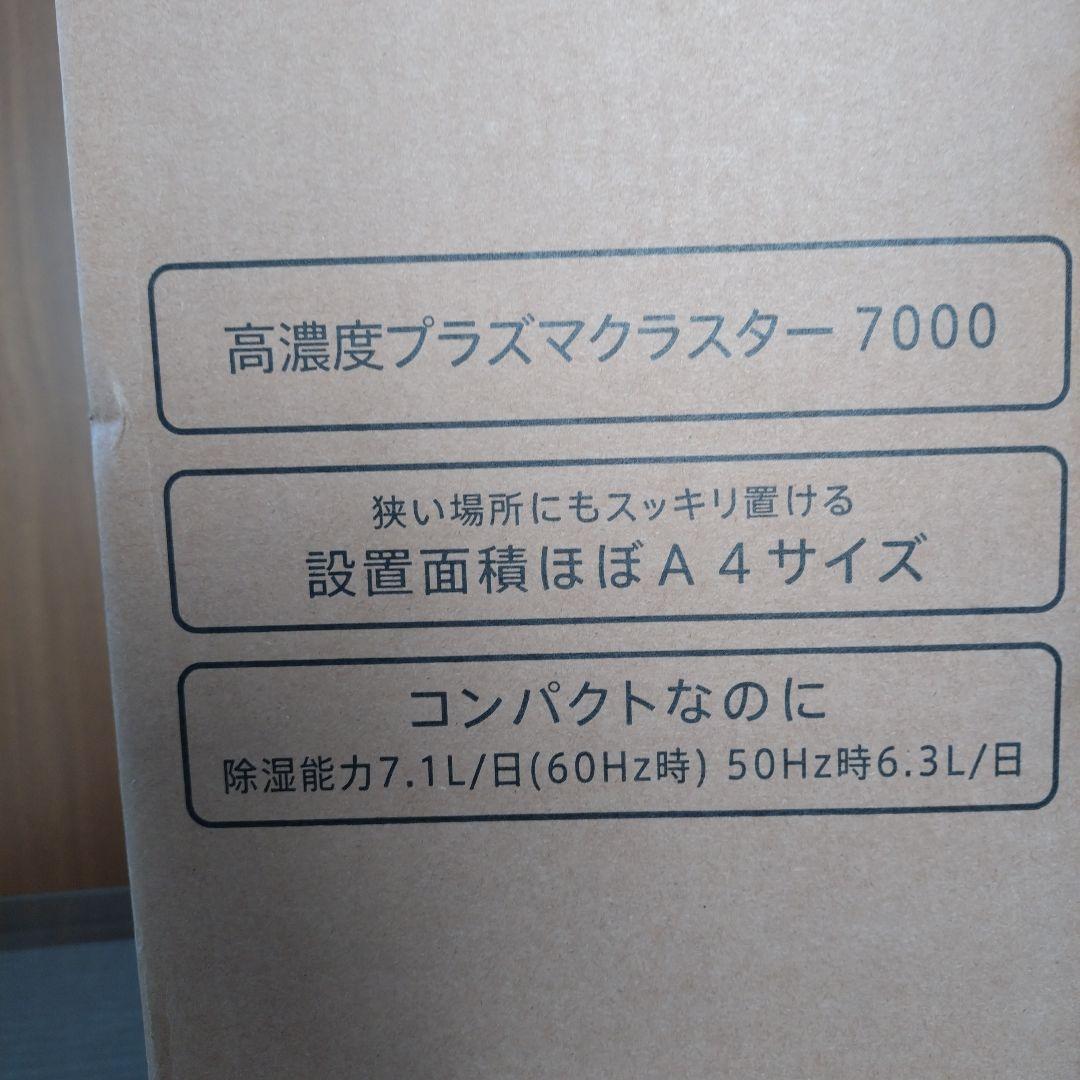 高濃度プラズマクラスター 7000
狭い場所にもスッキリ置ける
設置面積ほぼA4サイズ
コンパクトなのに
除湿能力7.1L/日(60Hz時) 50Hz時6.3L/日